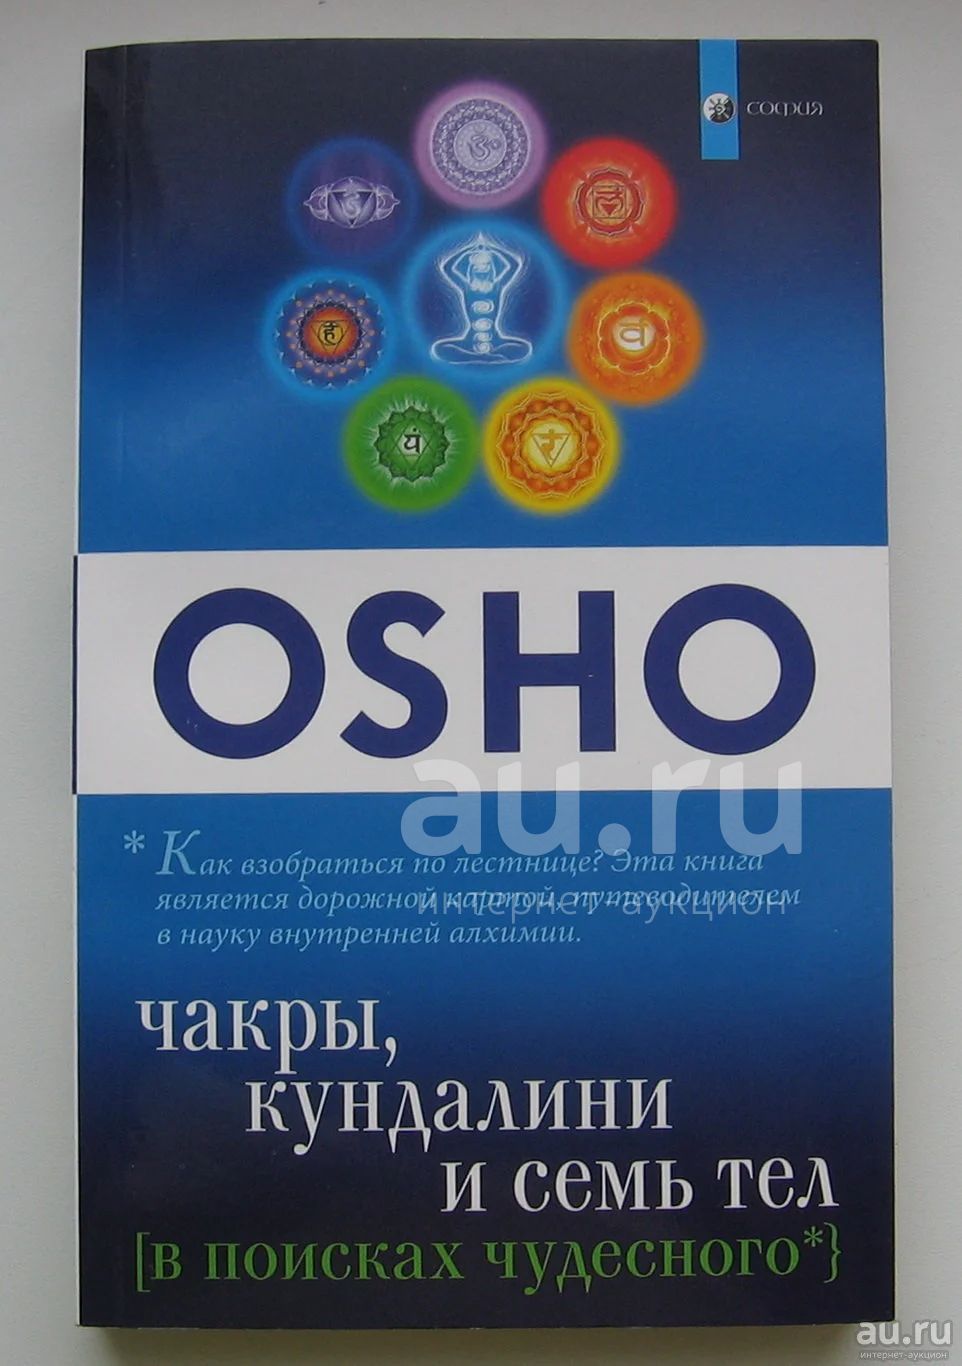 софия
OSHO
* Как взобраться по лестнице? Эта книга
является дорожной картой, путеводителем
в науку внутренней алхимии.
чакры,
кундалини
и семь тел
[в поисках чудесного*}
au.ru
интернет-аукцион
au.ru
интернет-аукцион